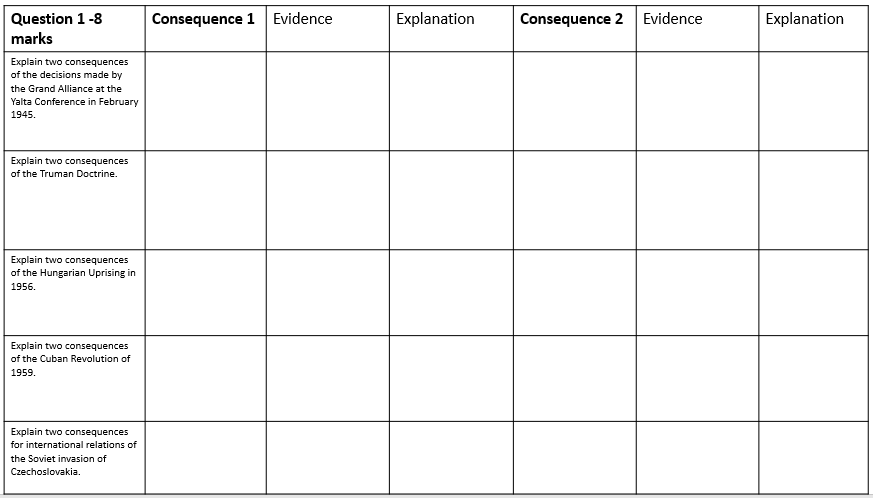 Question 1 -8
marks
Consequence 1
Evidence
Explanation
Consequence 2
Evidence
Explanation
Explain two consequences
of the decisions made by
the Grand Alliance at the
Yalta Conference in February
1945.
Explain two consequences
of the Truman Doctrine.
Explain two consequences
of the Hungarian Uprising in
1956.
Explain two consequences
of the Cuban Revolution of
1959.
Explain two consequences
for international relations of
the Soviet invasion of
Czechoslovakia.